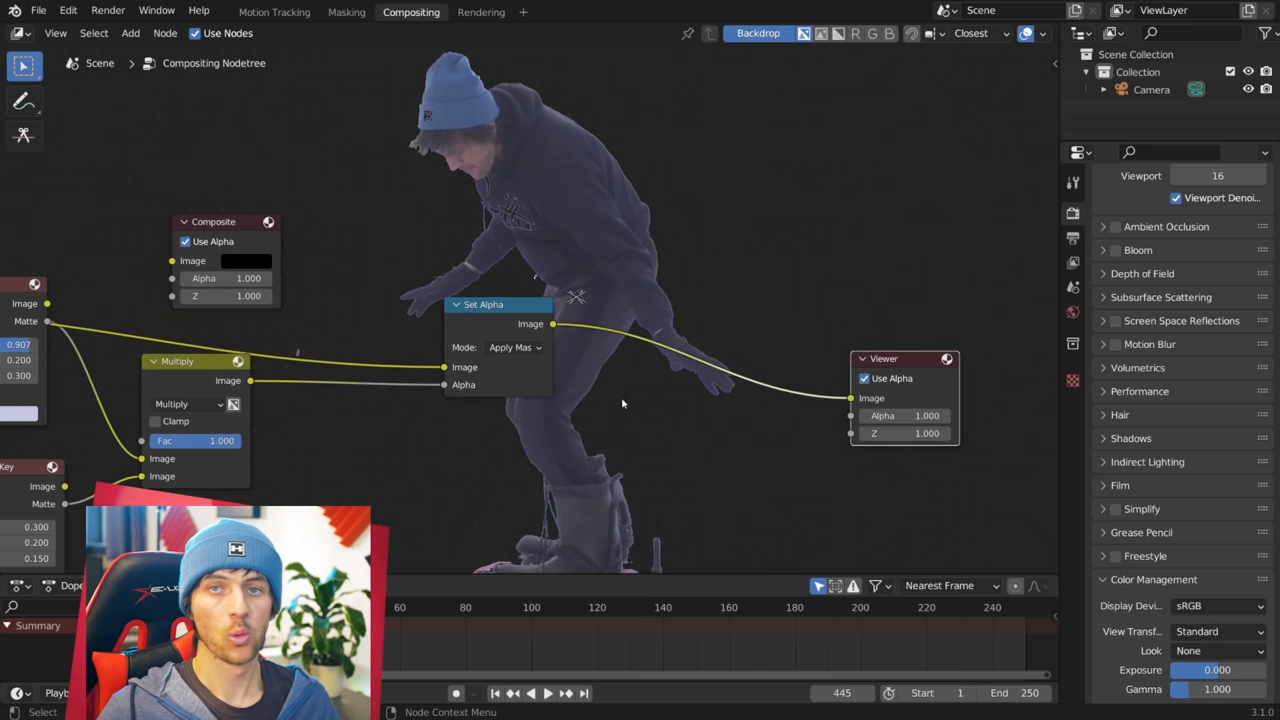 File Edit Render Window Help Motion Tracking Masking Compositing Rendering + Scene ViewLayer
View Select Add Node Use Nodes Backdrop R G B Closest
Scene > Compositing Nodetree
Scene Collection
Collection
Camera
Viewport 16
Viewport Denoi...
Ambient Occlusion
Bloom
Depth of Field
Subsurface Scattering
Screen Space Reflections
Motion Blur
Volumetrics
Performance
Hair
Shadows
Indirect Lighting
Film
Simplify
Grease Pencil
Freestyle
Color Management
Display Devi... sRGB
View Transf... Standard
Look None
Exposure 0.000
Gamma 1.000
Composite
Use Alpha
Image
Alpha 1.000
Z 1.000
Image
Matte
0.907
0.200
0.300
Multiply
Image
Multiply
Clamp
Fac 1.000
Image
Image
Key
Image
Matte
0.300
0.200
0.150
Set Alpha
Image
Mode: Apply Mas
Image
Alpha
Viewer
Use Alpha
Image
Alpha 1.000
Z 1.000
Dope Nearest Frame
60 80 100 120 140 160 180 200 220 240
Summary
Playb 445 Start 1 End 250
Select Node Context Menu 3.1.0